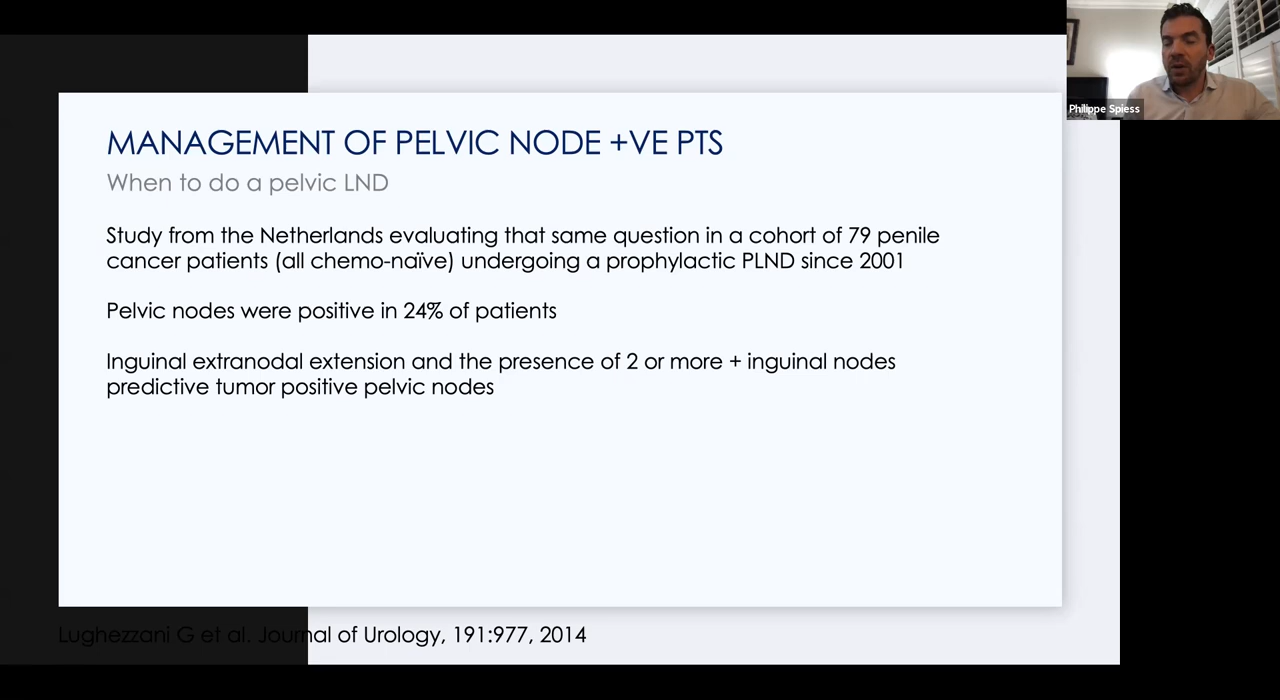 Philippe Spiess
MANAGEMENT OF PELVIC NODE +VE PTS
When to do a pelvic LND
Study from the Netherlands evaluating that same question in a cohort of 79 penile
cancer patients (all chemo-naïve) undergoing a prophylactic PLND since 2001
Pelvic nodes were positive in 24% of patients
Inguinal extranodal extension and the presence of 2 or more + inguinal nodes
predictive tumor positive pelvic nodes
Lughezzani G et al. Journal of Urology, 191:977, 2014